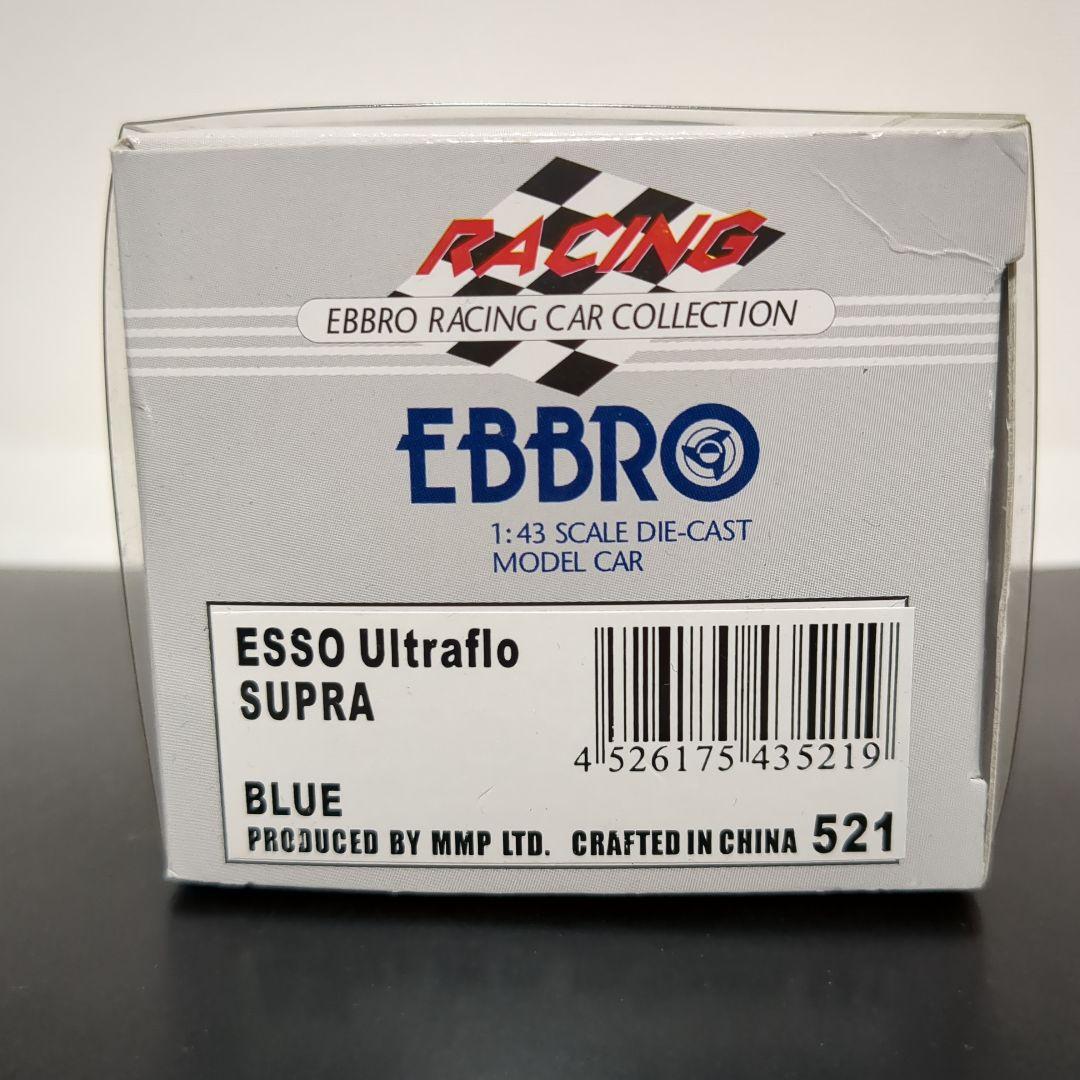 RACING
EBBRO RACING CAR COLLECTION
EBBRO
1:43 SCALE DIE-CAST
MODEL CAR
ESSO Ultraflo
SUPRA
4 526175 435219
BLUE
PRODUCED BY MMP LTD. CRAFTED IN CHINA 521